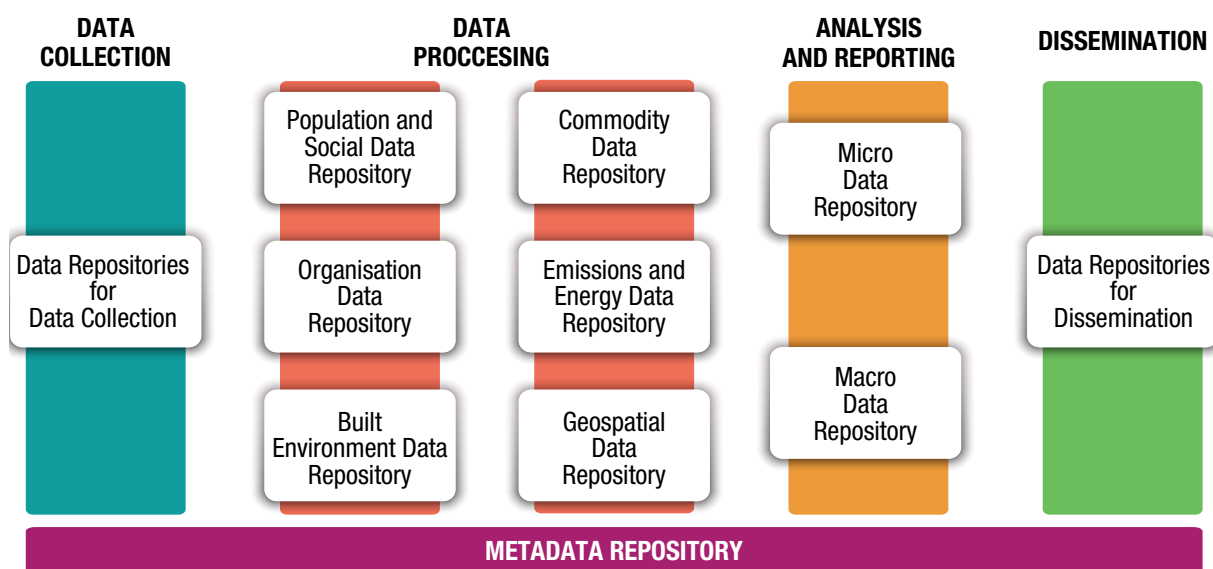 DATA
COLLECTION
DATA
PROCCESING
ANALYSIS
AND REPORTING
DISSEMINATION
Data Repositories
for
Data Collection
Population and
Social Data
Repository
Organisation
Data
Repository
Built
Environment Data
Repository
Commodity
Data
Repository
Emissions and
Energy Data
Repository
Geospatial
Data
Repository
Micro
Data
Repository
Macro
Data
Repository
Data Repositories
for
Dissemination
METADATA REPOSITORY